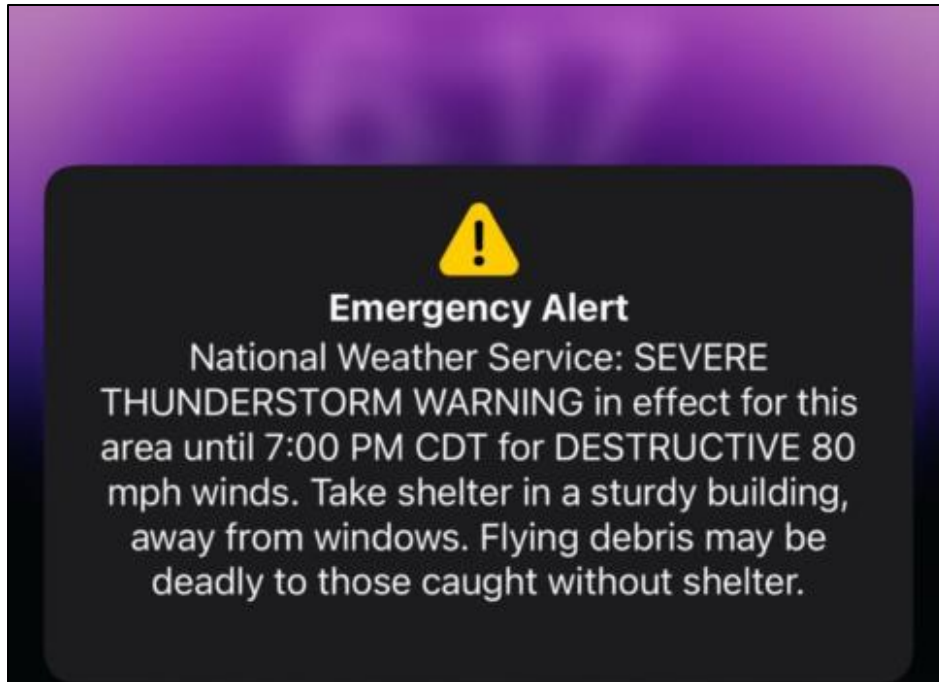 Emergency Alert
National Weather Service: SEVERE
THUNDERSTORM WARNING in effect for this
area until 7:00 PM CDT for DESTRUCTIVE 80
mph winds. Take shelter in a sturdy building,
away from windows. Flying debris may be
deadly to those caught without shelter.